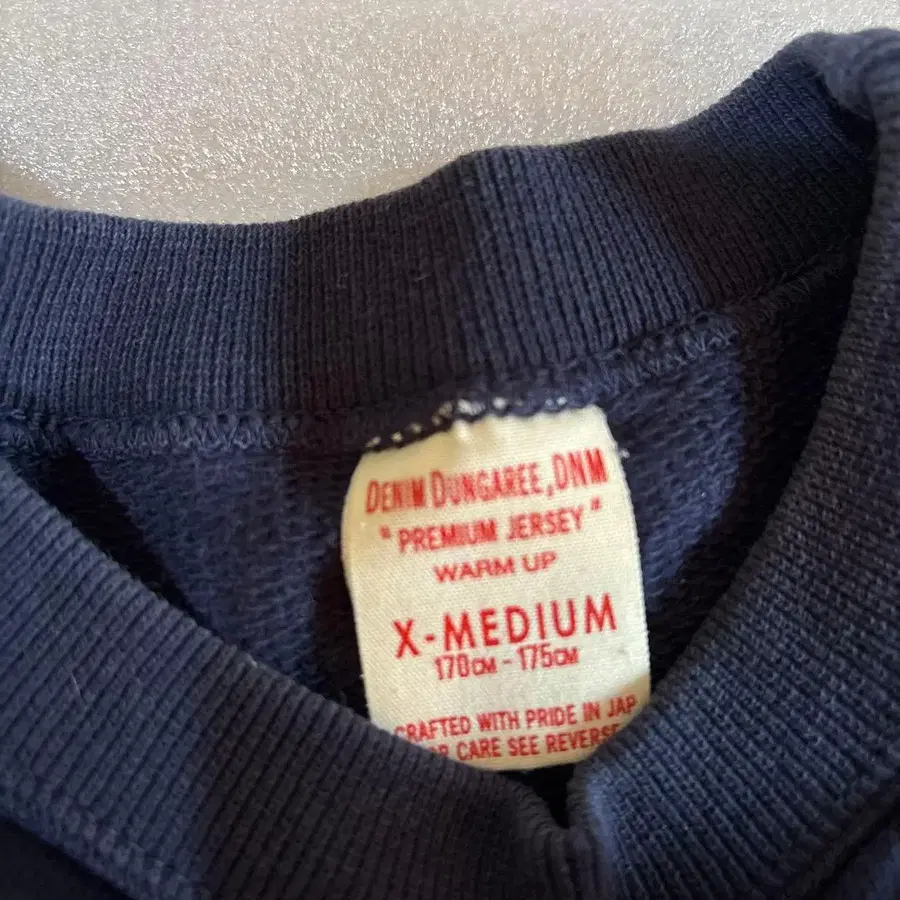 DENIM DUNGAREE, DNM
"PREMIUM JERSEY"
WARM UP
X-MEDIUM
170CM - 175CM
CRAFTED WITH PRIDE IN JAP
CARE SEE REVERSE